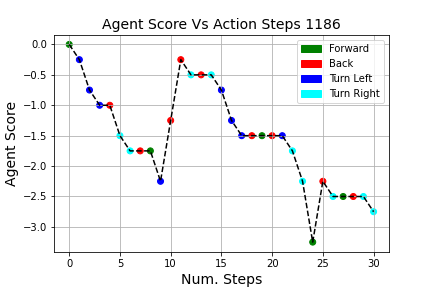 Agent Score Vs Action Steps 1186
Agent Score
0.0
−0.5
−1.0
−1.5
−2.0
−2.5
−3.0
Forward
Back
Turn Left
Turn Right
0 5 10 15 20 25 30
Num. Steps